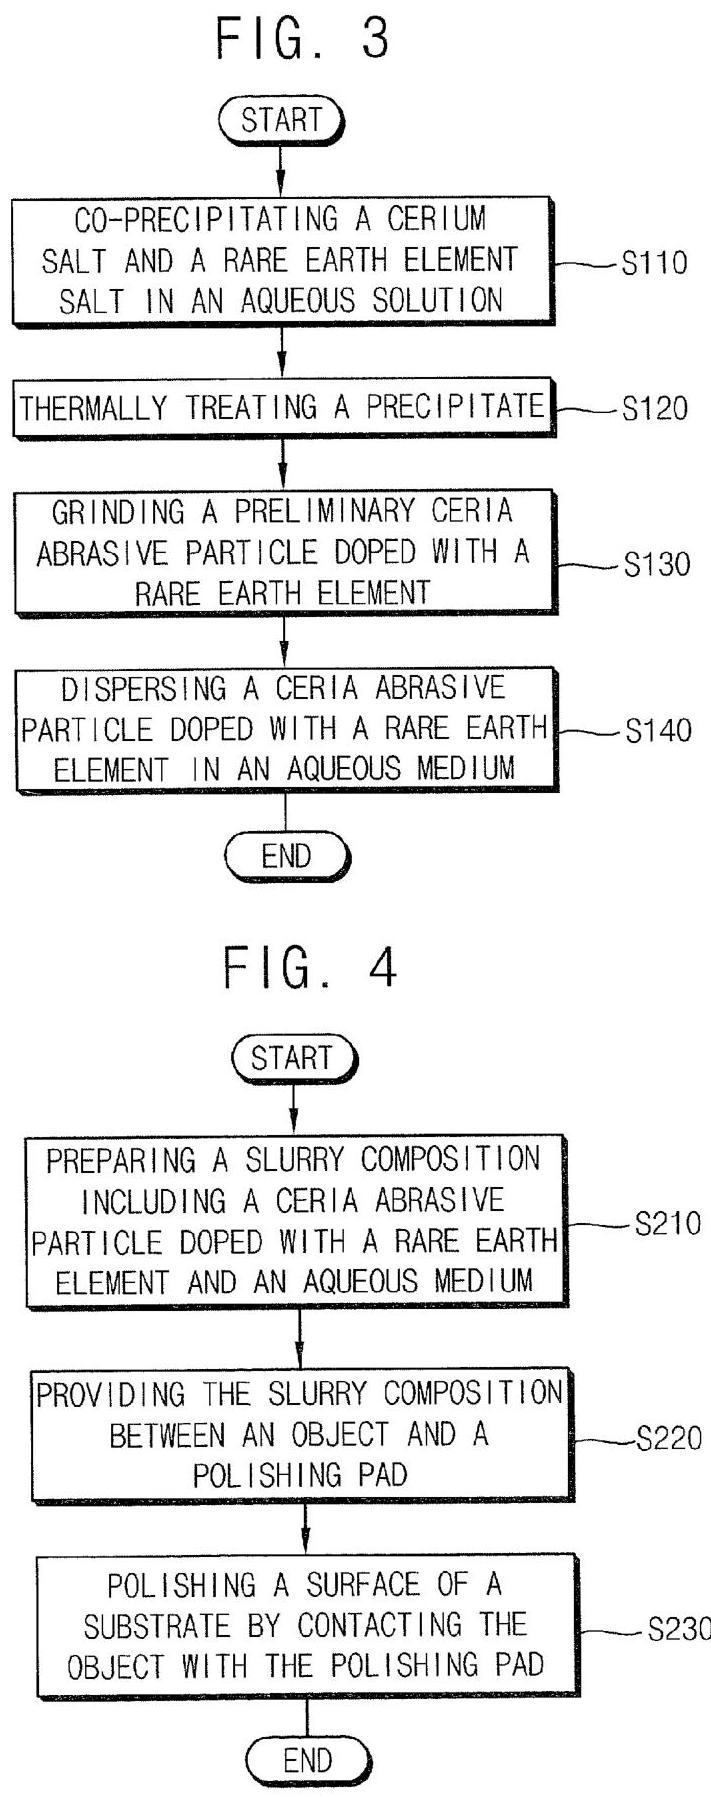 FIG. 3
START
CO-PRECIPITATING A CERIUM
SALT AND A RARE EARTH ELEMENT
SALT IN AN AQUEOUS SOLUTION
S110
THERMALLY TREATING A PRECIPITATE
S120
GRINDING A PRELIMINARY CERIA
ABRASIVE PARTICLE DOPED WITH A
RARE EARTH ELEMENT
S130
DISPERSING A CERIA ABRASIVE
PARTICLE DOPED WITH A RARE EARTH
ELEMENT IN AN AQUEOUS MEDIUM
S140
END
FIG. 4
START
PREPARING A SLURRY COMPOSITION
INCLUDING A CERIA ABRASIVE
PARTICLE DOPED WITH A RARE EARTH
ELEMENT AND AN AQUEOUS MEDIUM
S210
PROVIDING THE SLURRY COMPOSITION
BETWEEN AN OBJECT AND A
POLISHING PAD
S220
POLISHING A SURFACE OF A
SUBSTRATE BY CONTACTING THE
OBJECT WITH THE POLISHING PAD
S230
END